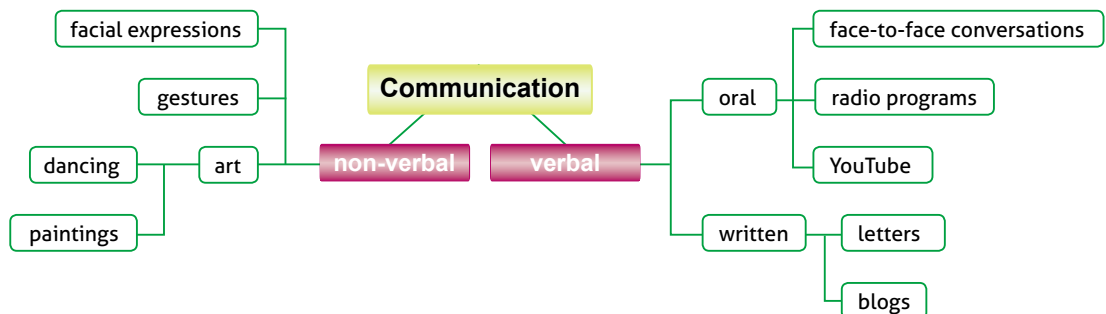 facial expressions
face-to-face conversations
Communication
gestures
oral
radio programs
dancing
art
non-verbal
verbal
YouTube
paintings
written
letters
blogs